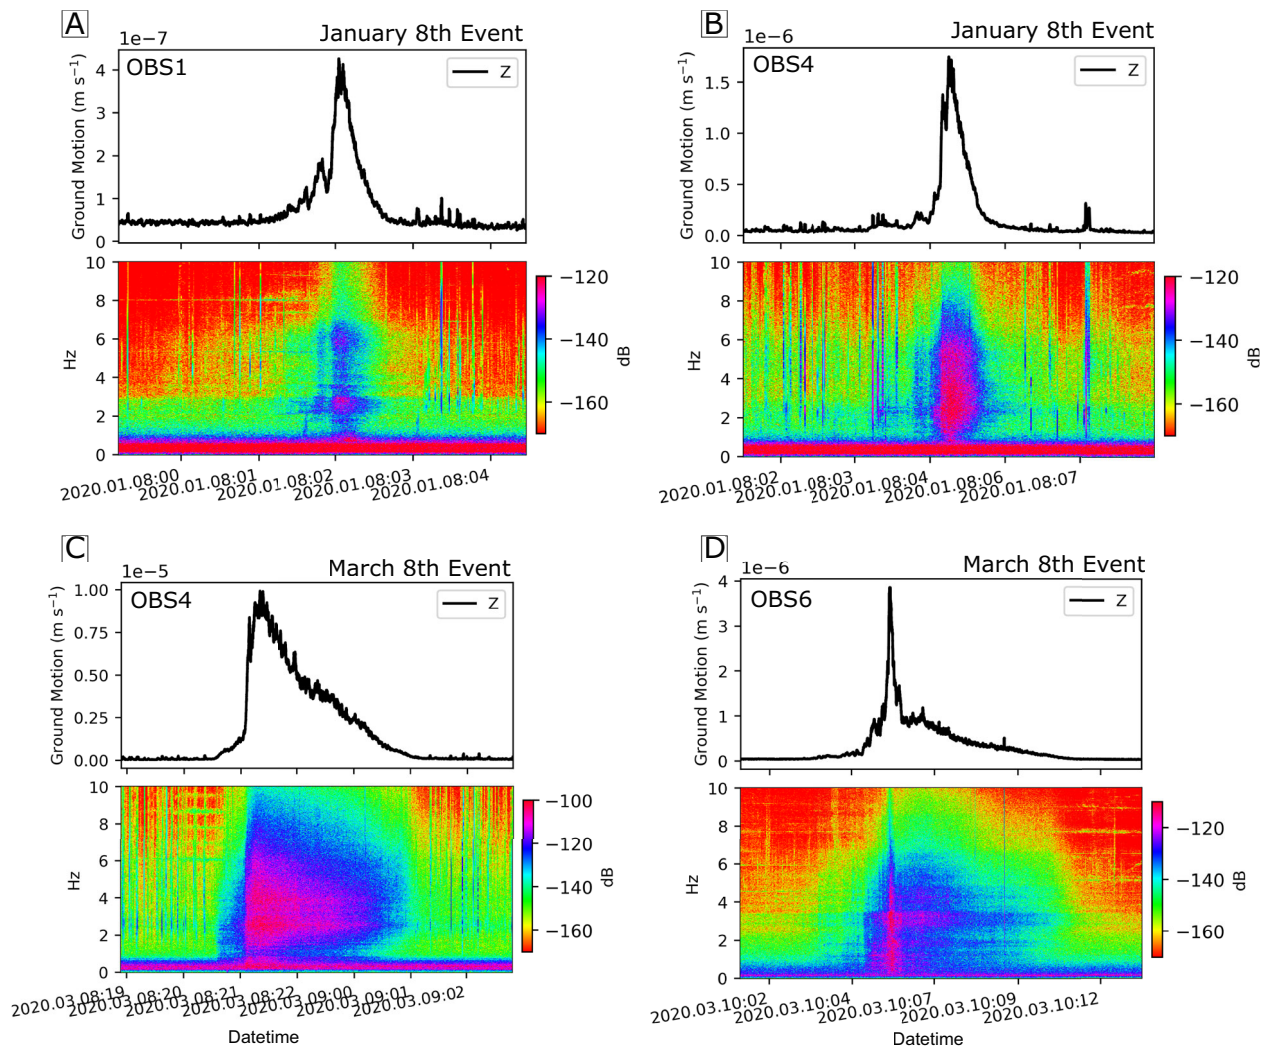 A
January 8th Event
1e−7
OBS1
Z
Ground Motion (m s⁻¹)
4
3
2
1
0
10
8
6
4
2
0
Hz
−120
−140
−160
dB
2020.01.08:00
2020.01.08:01
2020.01.08:02
2020.01.08:03
2020.01.08:04
B
January 8th Event
1e−6
OBS4
Z
Ground Motion (m s⁻¹)
1.5
1.0
0.5
0.0
10
8
6
4
2
0
Hz
−120
−140
−160
dB
2020.01.08:02
2020.01.08:03
2020.01.08:04
2020.01.08:06
2020.01.08:07
C
March 8th Event
1e−5
OBS4
Z
Ground Motion (m s⁻¹)
1.00
0.75
0.50
0.25
0.00
10
8
6
4
2
0
Hz
−100
−120
−140
−160
dB
2020.03.08:19
2020.03.08:20
2020.03.08:21
2020.03.08:22
2020.03.09:00
2020.03.09:01
2020.03.09:02
Datetime
D
March 8th Event
1e−6
OBS6
Z
Ground Motion (m s⁻¹)
4
3
2
1
0
10
8
6
4
2
0
Hz
−120
−140
−160
dB
2020.03.10:02
2020.03.10:04
2020.03.10:07
2020.03.10:09
2020.03.10:12
Datetime